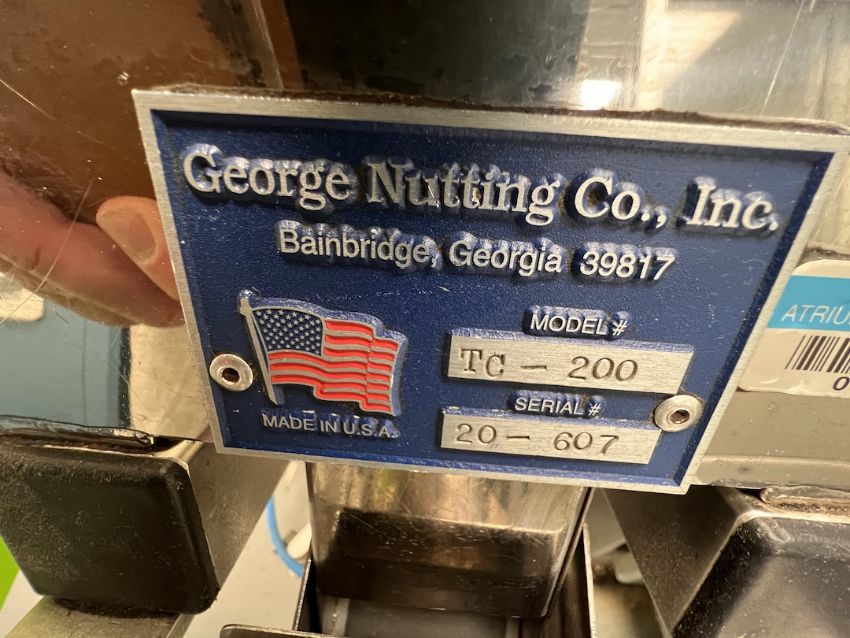 George Nutting Co., Inc.
Bainbridge, Georgia 39817
MODEL #
TC - 200
SERIAL #
20 - 607
MADE IN U.S.A.